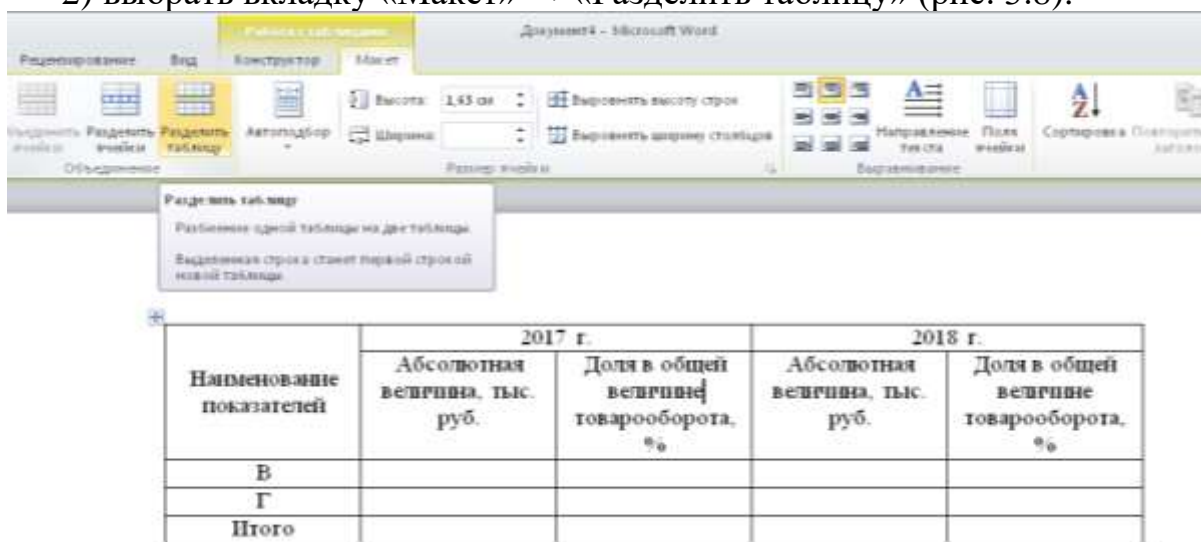 2) выбрать вкладку «Макет» → «Разделить таблицу» (рис. 3.8).
Работа с таблицами Документ4 - Microsoft Word
Рецензирование Вид Конструктор Макет
Разделить ячейки
Разделить таблицу
Автоподбор
Высота: 1,43 см
Ширина:
Выровнять высоту строк
Выровнять ширину столбцов
Направление текста
Поля ячейки
Сортировка
Объединение Размер ячейки Выравнивание
Разделить таблицу
Разбиение одной таблицы на две таблицы.
Выделенная строка станет первой строкой
новой таблицы.
Наименование показателей
2017 г. 2018 г.
Абсолютная величина, тыс. руб.
Доля в общей величине товарооборота, %
Абсолютная величина, тыс. руб.
Доля в общей величине товарооборота, %
В
Г
Итого